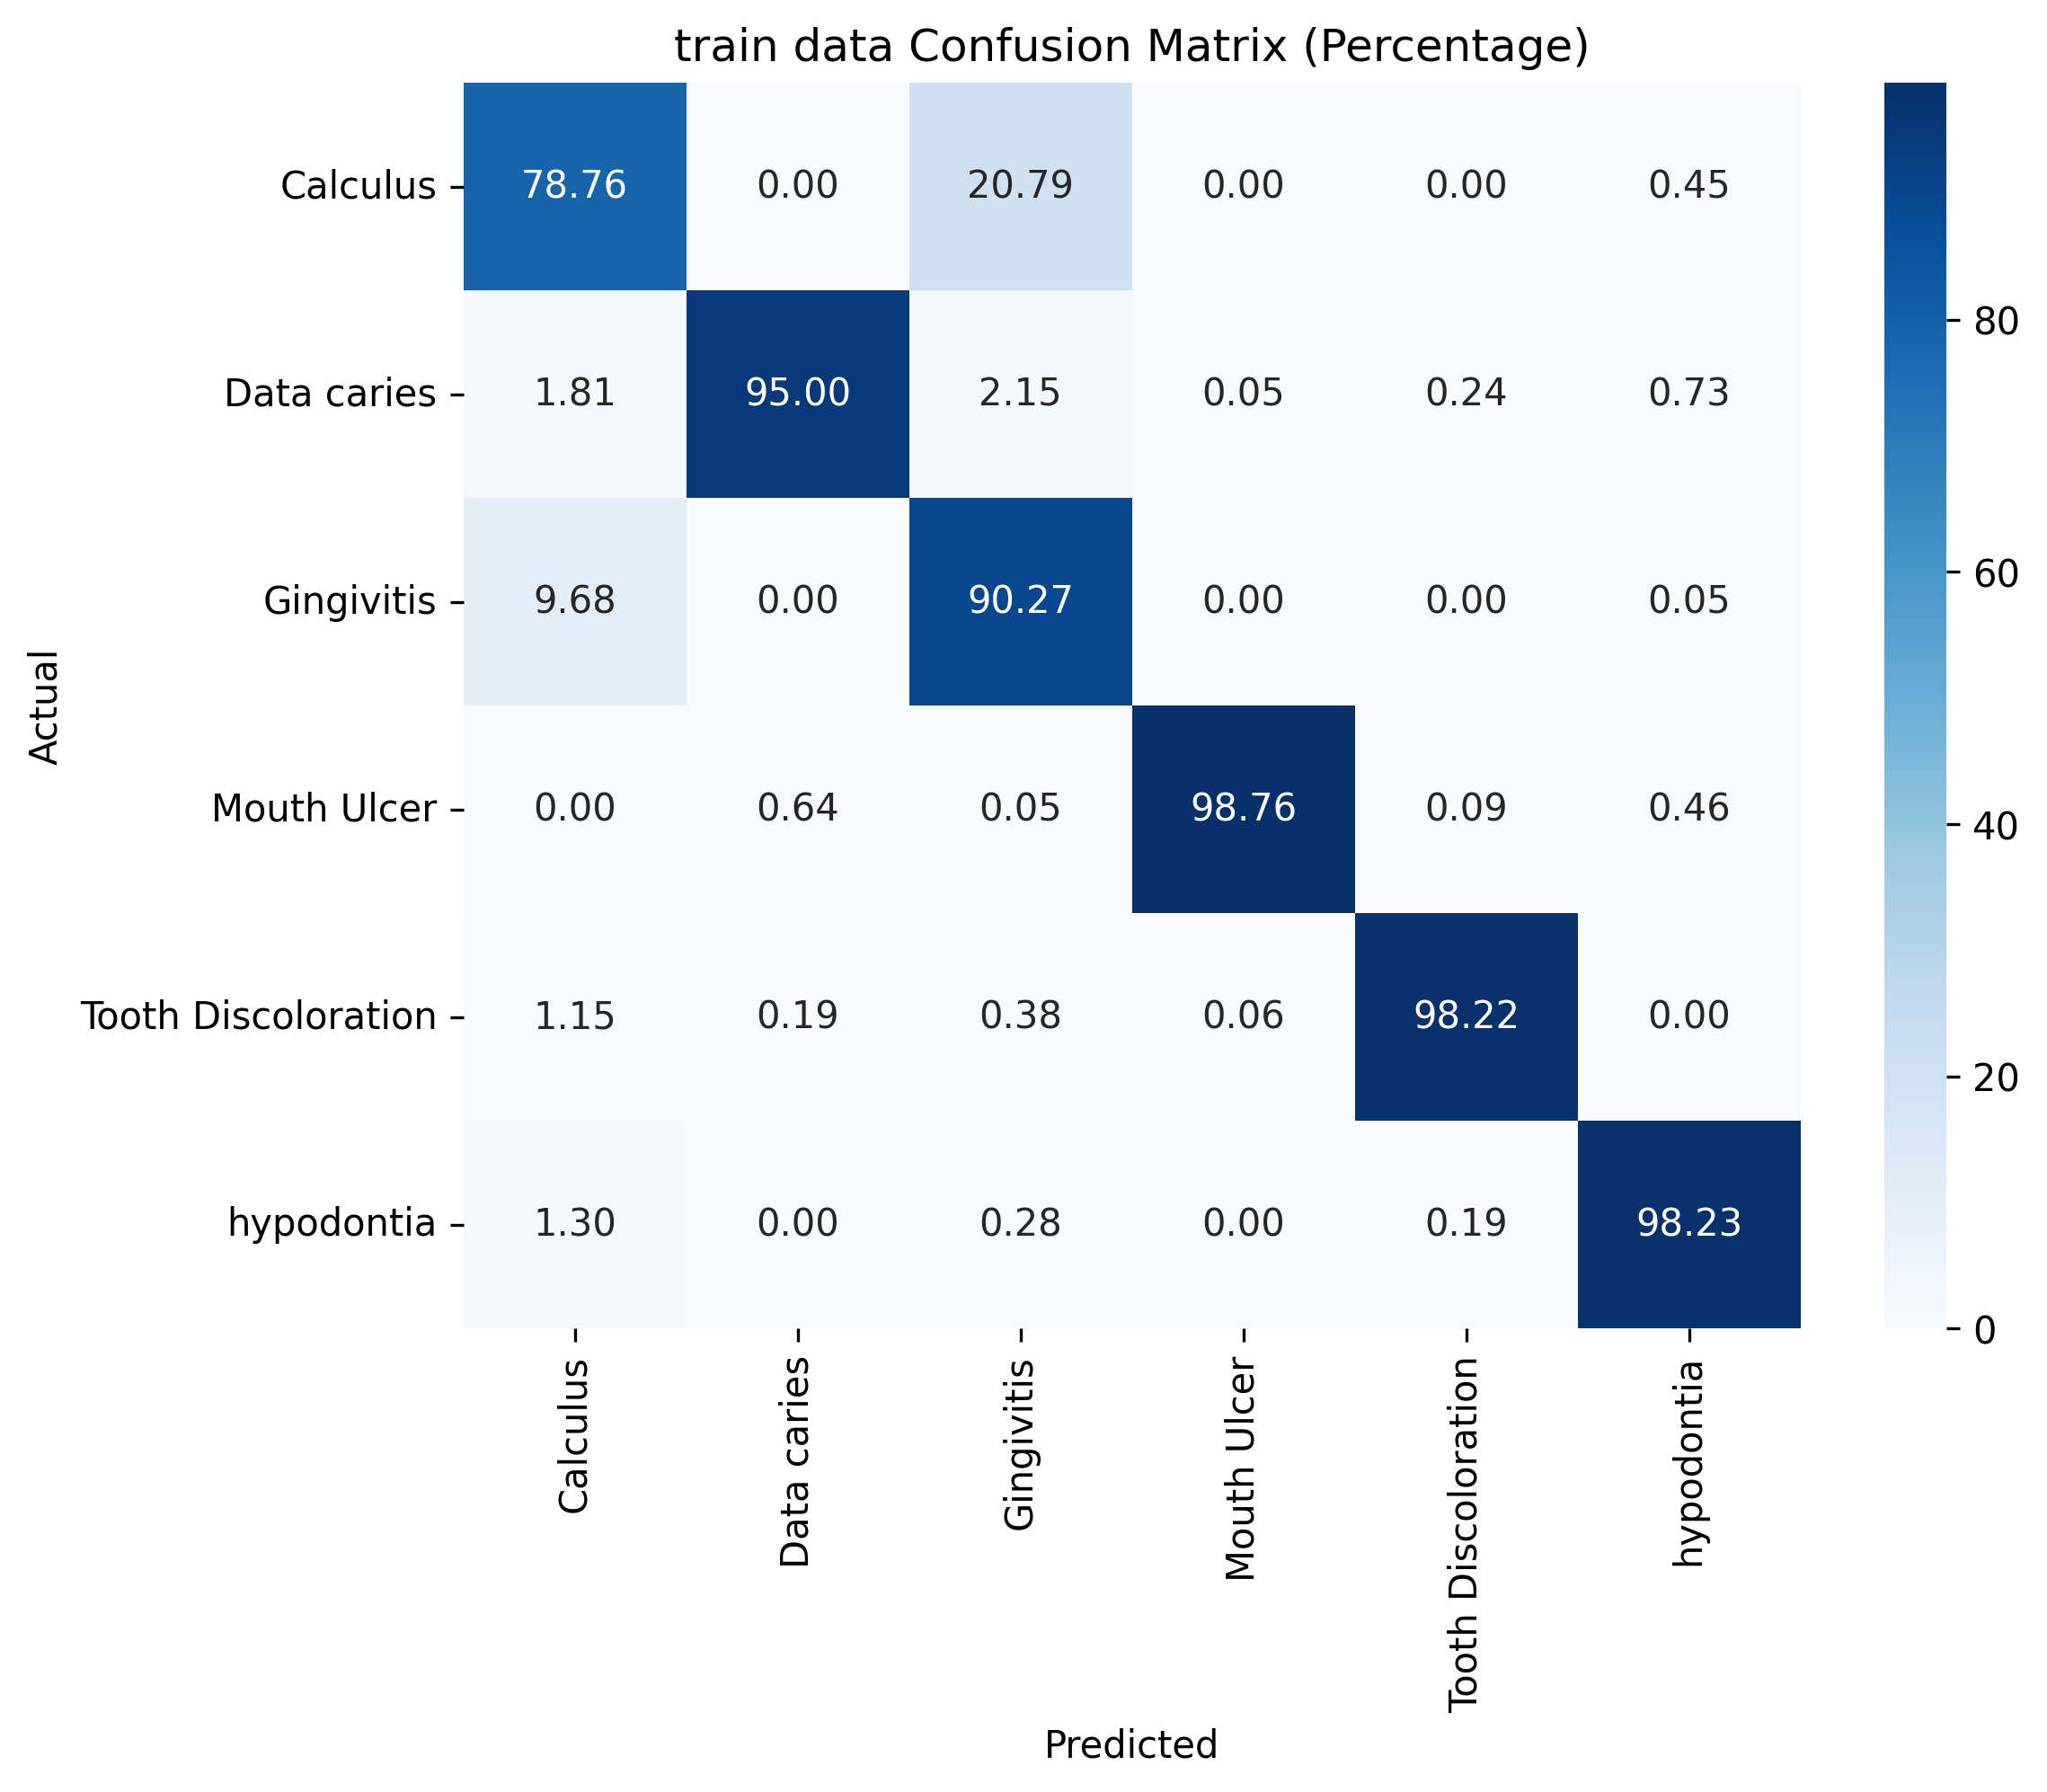 train data Confusion Matrix (Percentage)
Calculus 78.76 0.00 20.79 0.00 0.00 0.45
Data caries 1.81 95.00 2.15 0.05 0.24 0.73
Gingivitis 9.68 0.00 90.27 0.00 0.00 0.05
Mouth Ulcer 0.00 0.64 0.05 98.76 0.09 0.46
Tooth Discoloration 1.15 0.19 0.38 0.06 98.22 0.00
hypodontia 1.30 0.00 0.28 0.00 0.19 98.23
Actual
Calculus
Data caries
Gingivitis
Mouth Ulcer
Tooth Discoloration
hypodontia
Predicted
80
60
40
20
0